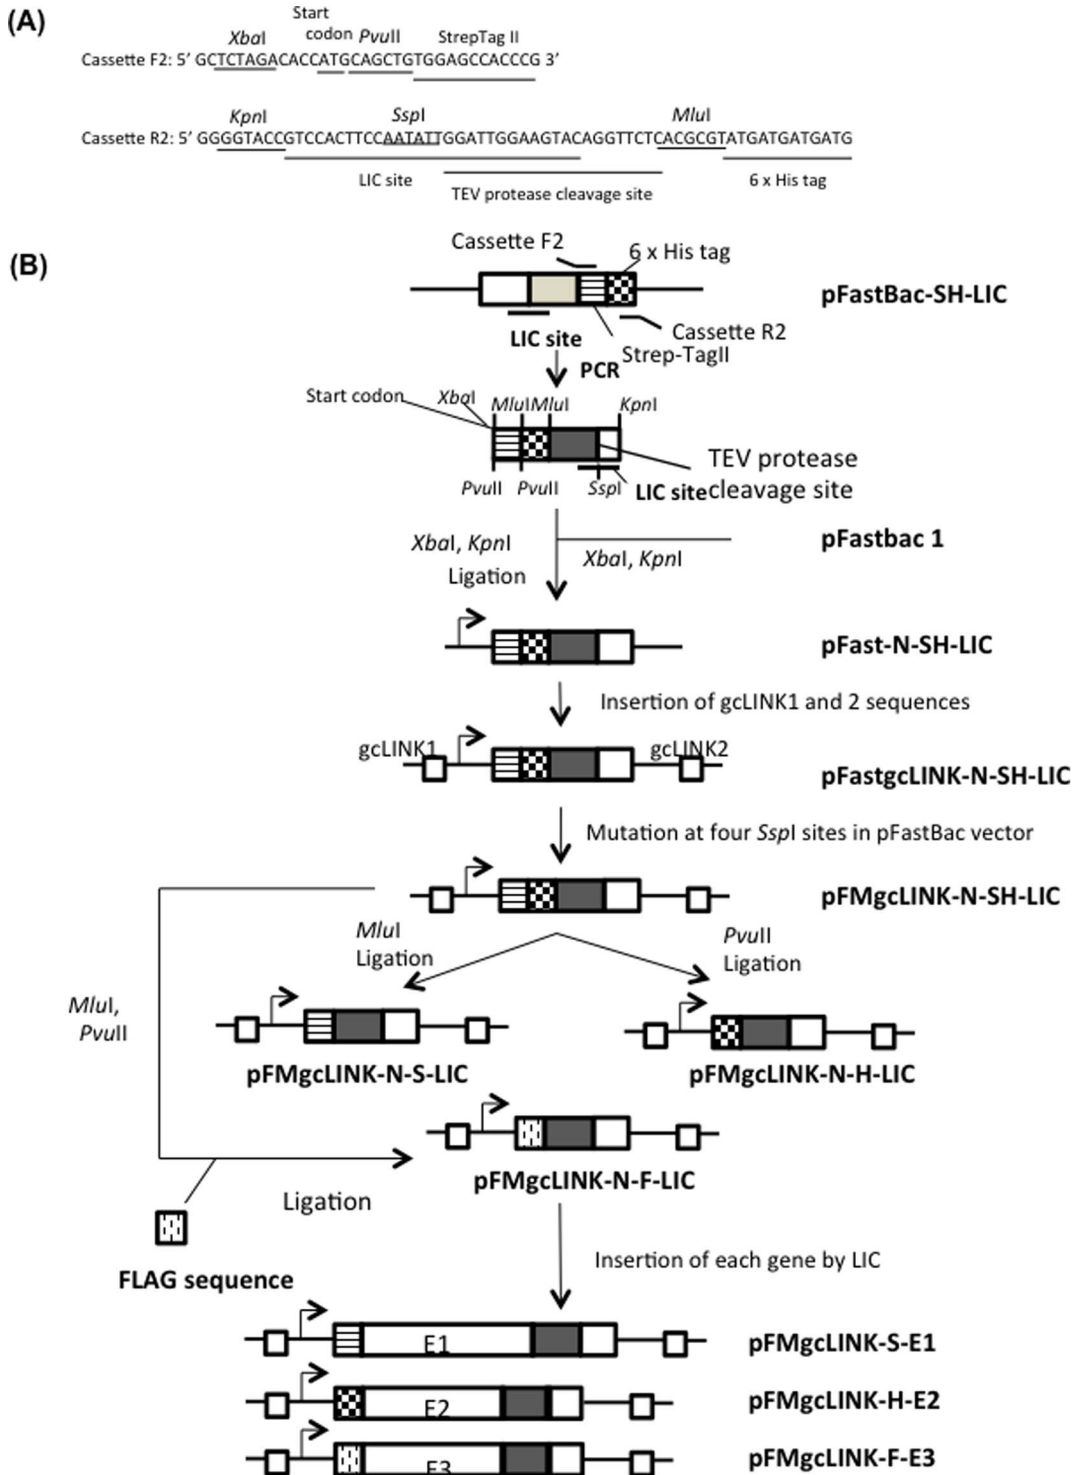 (A)
Start
codon
XbaI
PvuII
StrepTag II
Cassette F2: 5' GCTCTAGACACCATGCAGCTGTGGAGCCACCCG 3'
KpnI
SspI
MluI
Cassette R2: 5' GGGGTACCGTCCACTTCCAATATTGGATTGGAAGTACAGGTTCTCACGCGTATGATGATGATG
LIC site
TEV protease cleavage site
6 x His tag
(B)
Cassette F2
6 x His tag
pFastBac-SH-LIC
LIC site
Cassette R2
Strep-TagII
PCR
Start codon
XbaI
MluI
MluI
KpnI
TEV protease
cleavage site
PvuII
PvuII
SspI
LIC site
pFastbac 1
XbaI, KpnI
Ligation
XbaI, KpnI
pFast-N-SH-LIC
Insertion of gcLINK1 and 2 sequences
gcLINK1
gcLINK2
pFastgcLINK-N-SH-LIC
Mutation at four SspI sites in pFastBac vector
pFMgcLINK-N-SH-LIC
MluI
Ligation
PvuII
Ligation
MluI,
PvuII
pFMgcLINK-N-S-LIC
pFMgcLINK-N-H-LIC
pFMgcLINK-N-F-LIC
Ligation
FLAG sequence
Insertion of each gene by LIC
E1
pFMgcLINK-S-E1
E2
pFMgcLINK-H-E2
E3
pFMgcLINK-F-E3